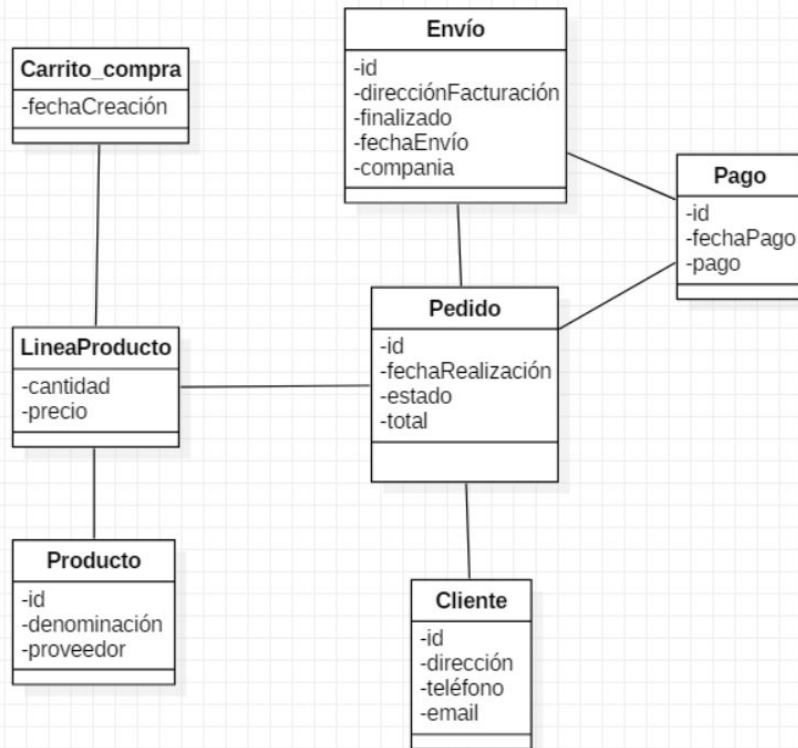 Carrito_compra
-fechaCreación
Envío
-id
-direcciónFacturación
-finalizado
-fechaEnvío
-compania
Pago
-id
-fechaPago
-pago
LineaProducto
-cantidad
-precio
Pedido
-id
-fechaRealización
-estado
-total
Producto
-id
-denominación
-proveedor
Cliente
-id
-dirección
-teléfono
-email